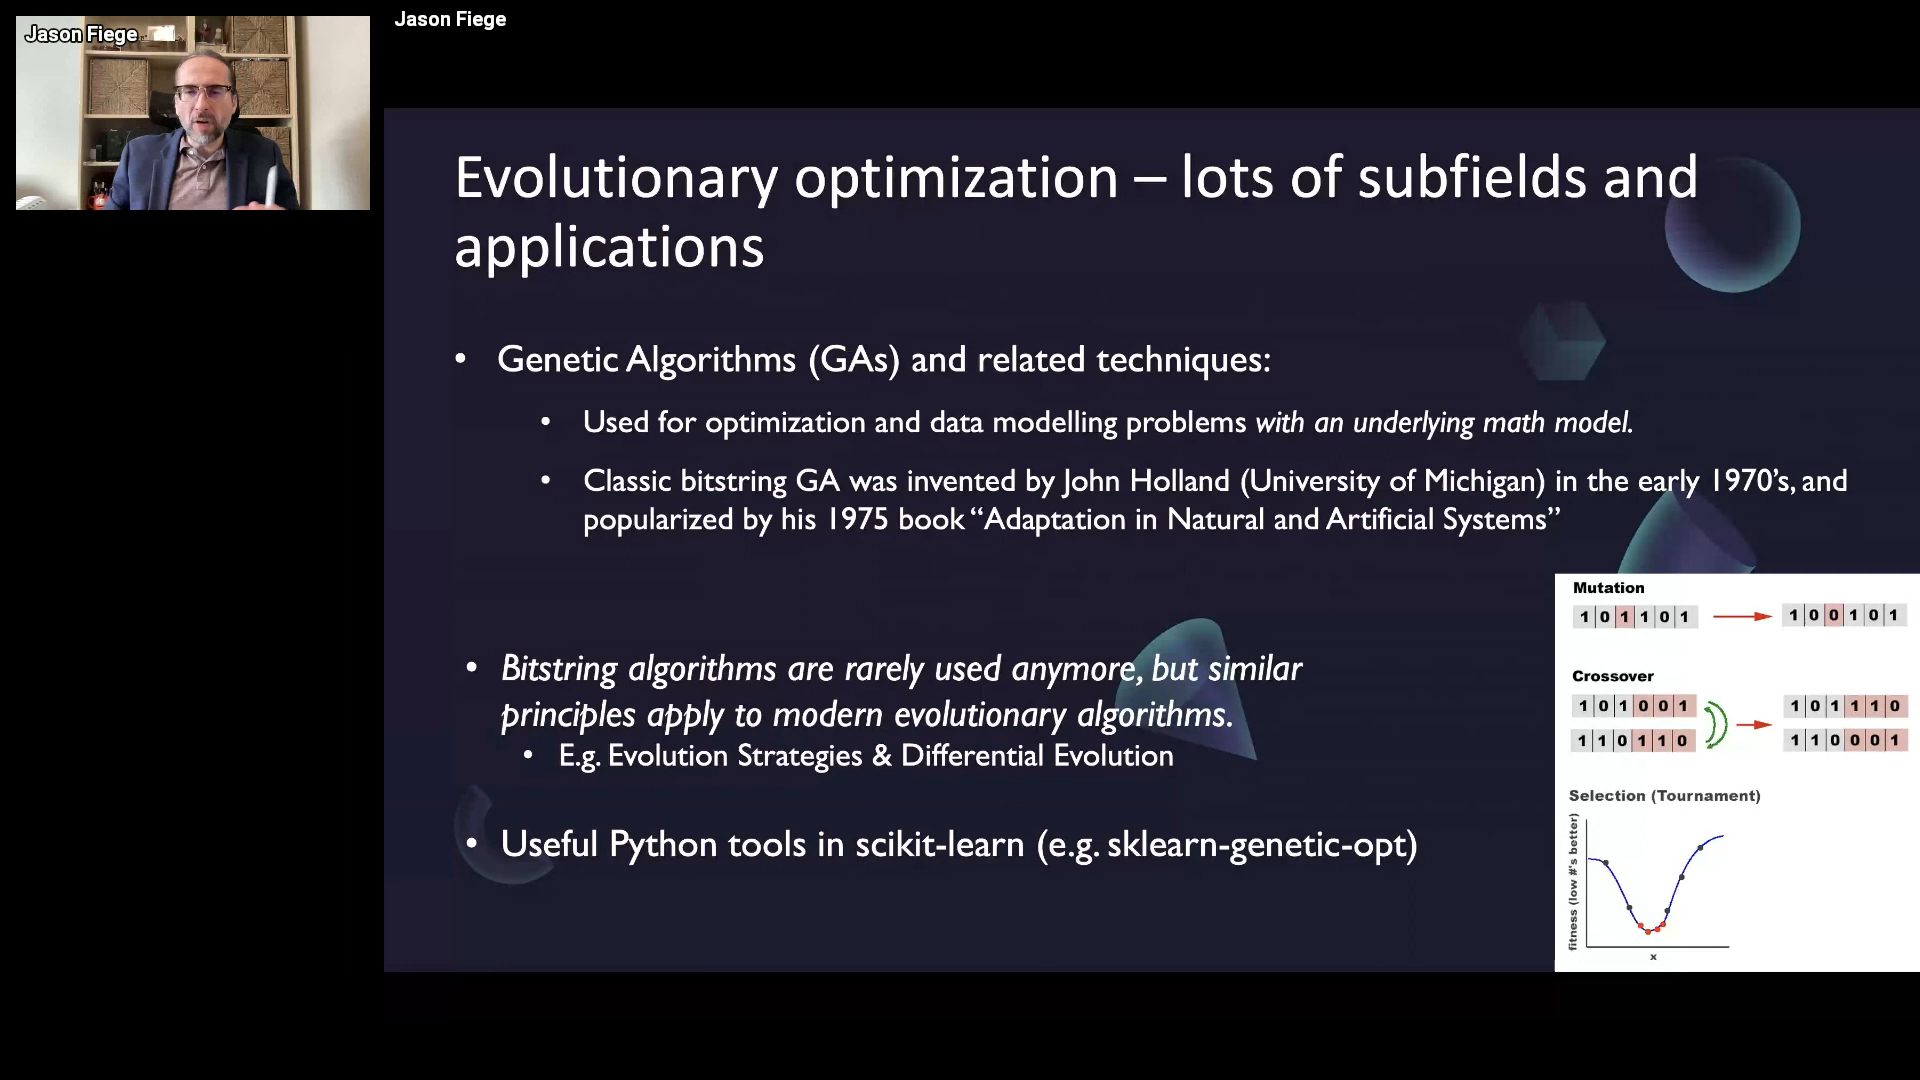 Jason Fiege
Jason Fiege
Evolutionary optimization – lots of subfields and
applications
• Genetic Algorithms (GAs) and related techniques:
• Used for optimization and data modelling problems with an underlying math model.
• Classic bitstring GA was invented by John Holland (University of Michigan) in the early 1970’s, and
popularized by his 1975 book “Adaptation in Natural and Artificial Systems”
• Bitstring algorithms are rarely used anymore, but similar
principles apply to modern evolutionary algorithms.
• E.g. Evolution Strategies & Differential Evolution
• Useful Python tools in scikit-learn (e.g. sklearn-genetic-opt)
Mutation
1 0 1 1 0 1 1 0 0 1 0 1
Crossover
1 0 1 0 0 1 1 0 1 1 1 0
1 1 0 1 1 0 1 1 0 0 0 1
Selection (Tournament)
fitness (low #'s better)
x